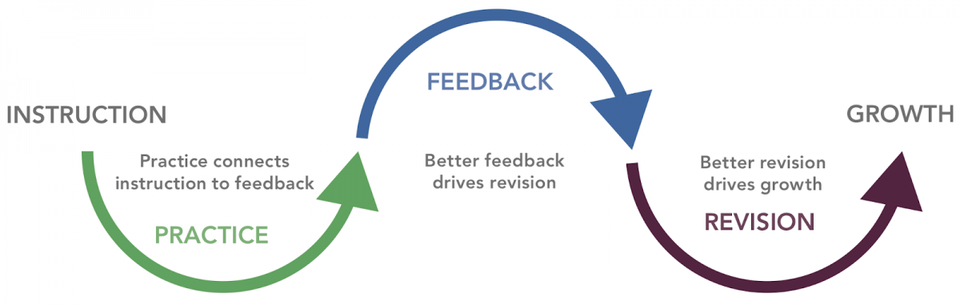 INSTRUCTION
Practice connects
instruction to feedback
PRACTICE
FEEDBACK
Better feedback
drives revision
GROWTH
Better revision
drives growth
REVISION